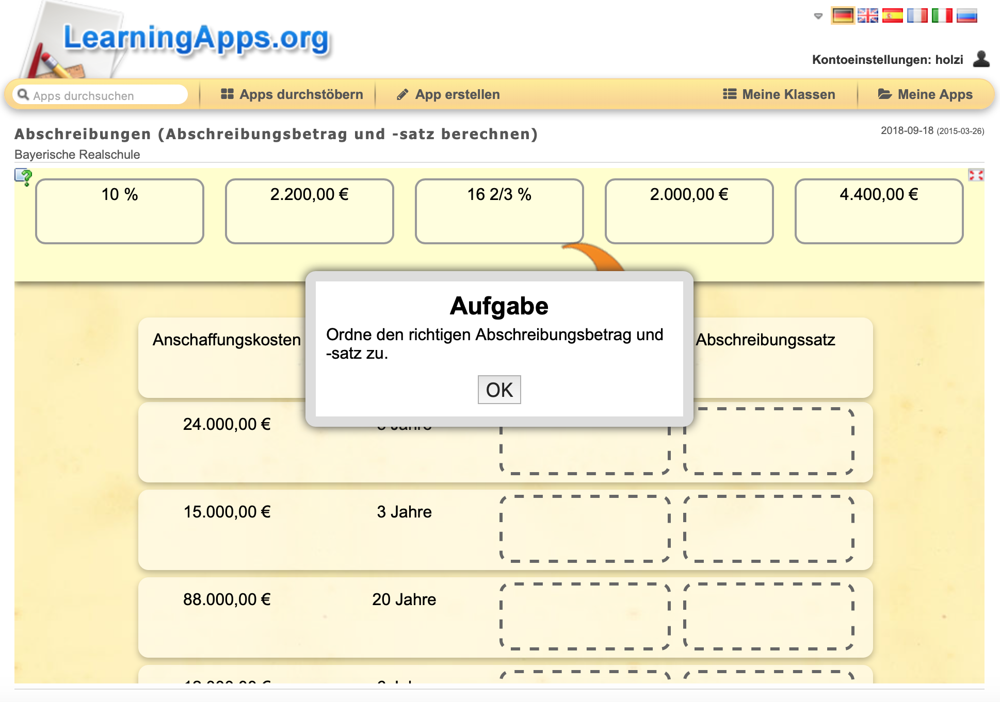 LearningApps.org
Kontoeinstellungen: holzi
Apps durchsuchen
Apps durchstöbern
App erstellen
Meine Klassen
Meine Apps
Abschreibungen (Abschreibungsbetrag und -satz berechnen)
2018-09-18 (2015-03-26)
Bayerische Realschule
10 %
2.200,00 €
16 2/3 %
2.000,00 €
4.400,00 €
Aufgabe
Ordne den richtigen Abschreibungsbetrag und
-satz zu.
OK
Anschaffungskosten
Abschreibungssatz
24.000,00 €
Jahre
15.000,00 €
3 Jahre
88.000,00 €
20 Jahre